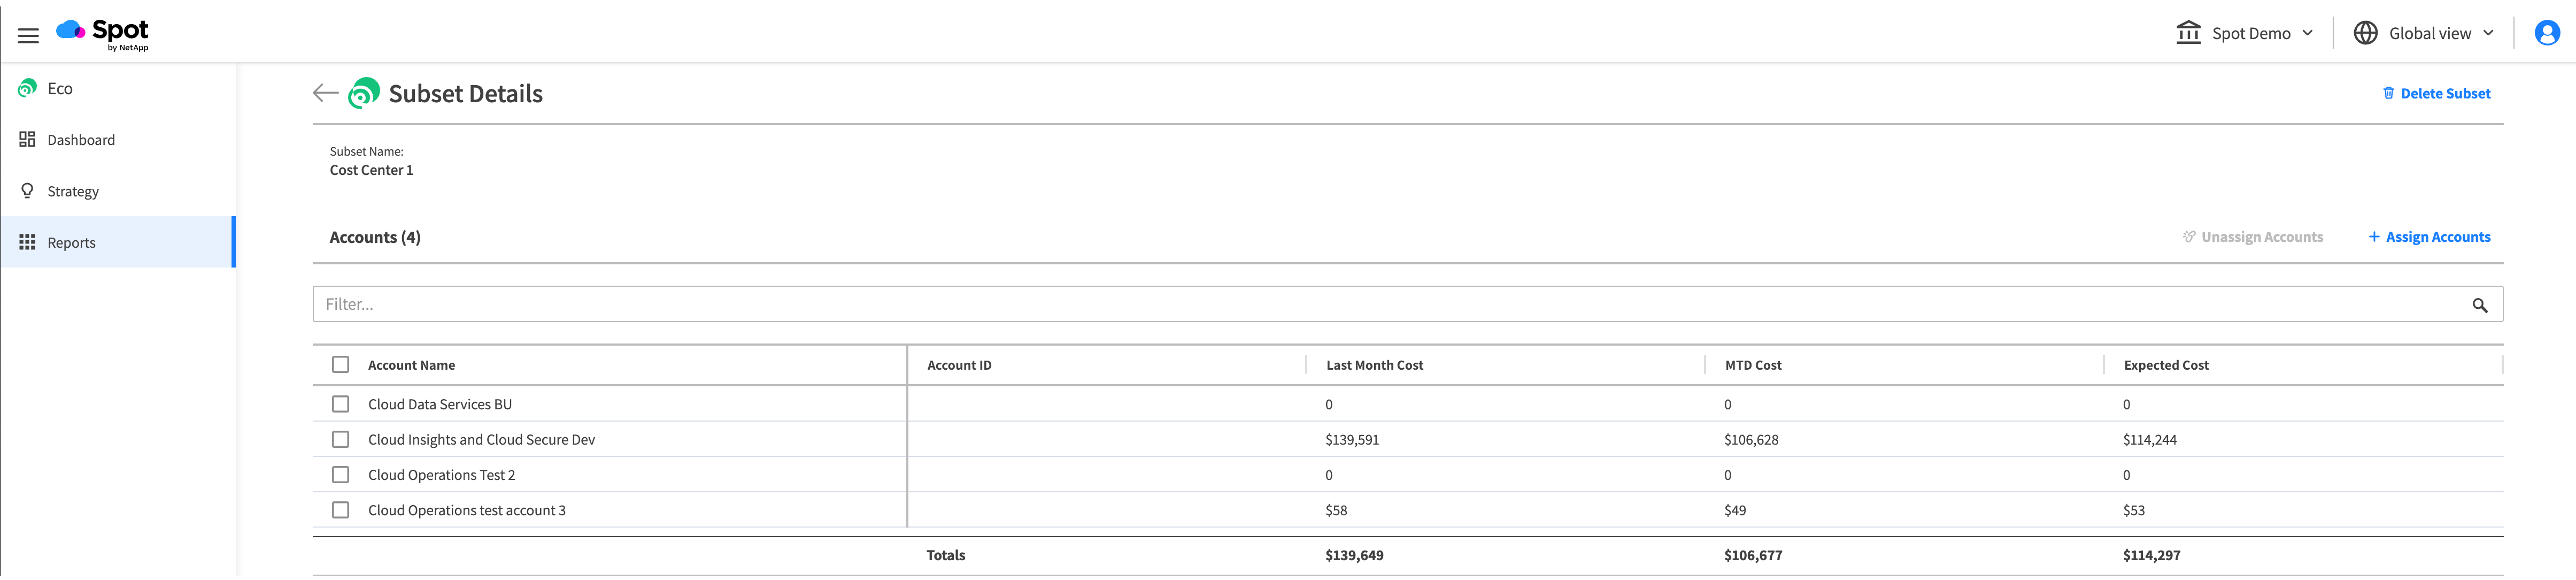 Spot
by NetApp
Spot Demo
Global view
Eco
Dashboard
Strategy
Reports
Subset Details
Delete Subset
Subset Name:
Cost Center 1
Accounts (4)
Unassign Accounts
+ Assign Accounts
Filter...
Account Name Account ID Last Month Cost MTD Cost Expected Cost
Cloud Data Services BU 0 0 0
Cloud Insights and Cloud Secure Dev $139,591 $106,628 $114,244
Cloud Operations Test 2 0 0 0
Cloud Operations test account 3 $58 $49 $53
Totals $139,649 $106,677 $114,297